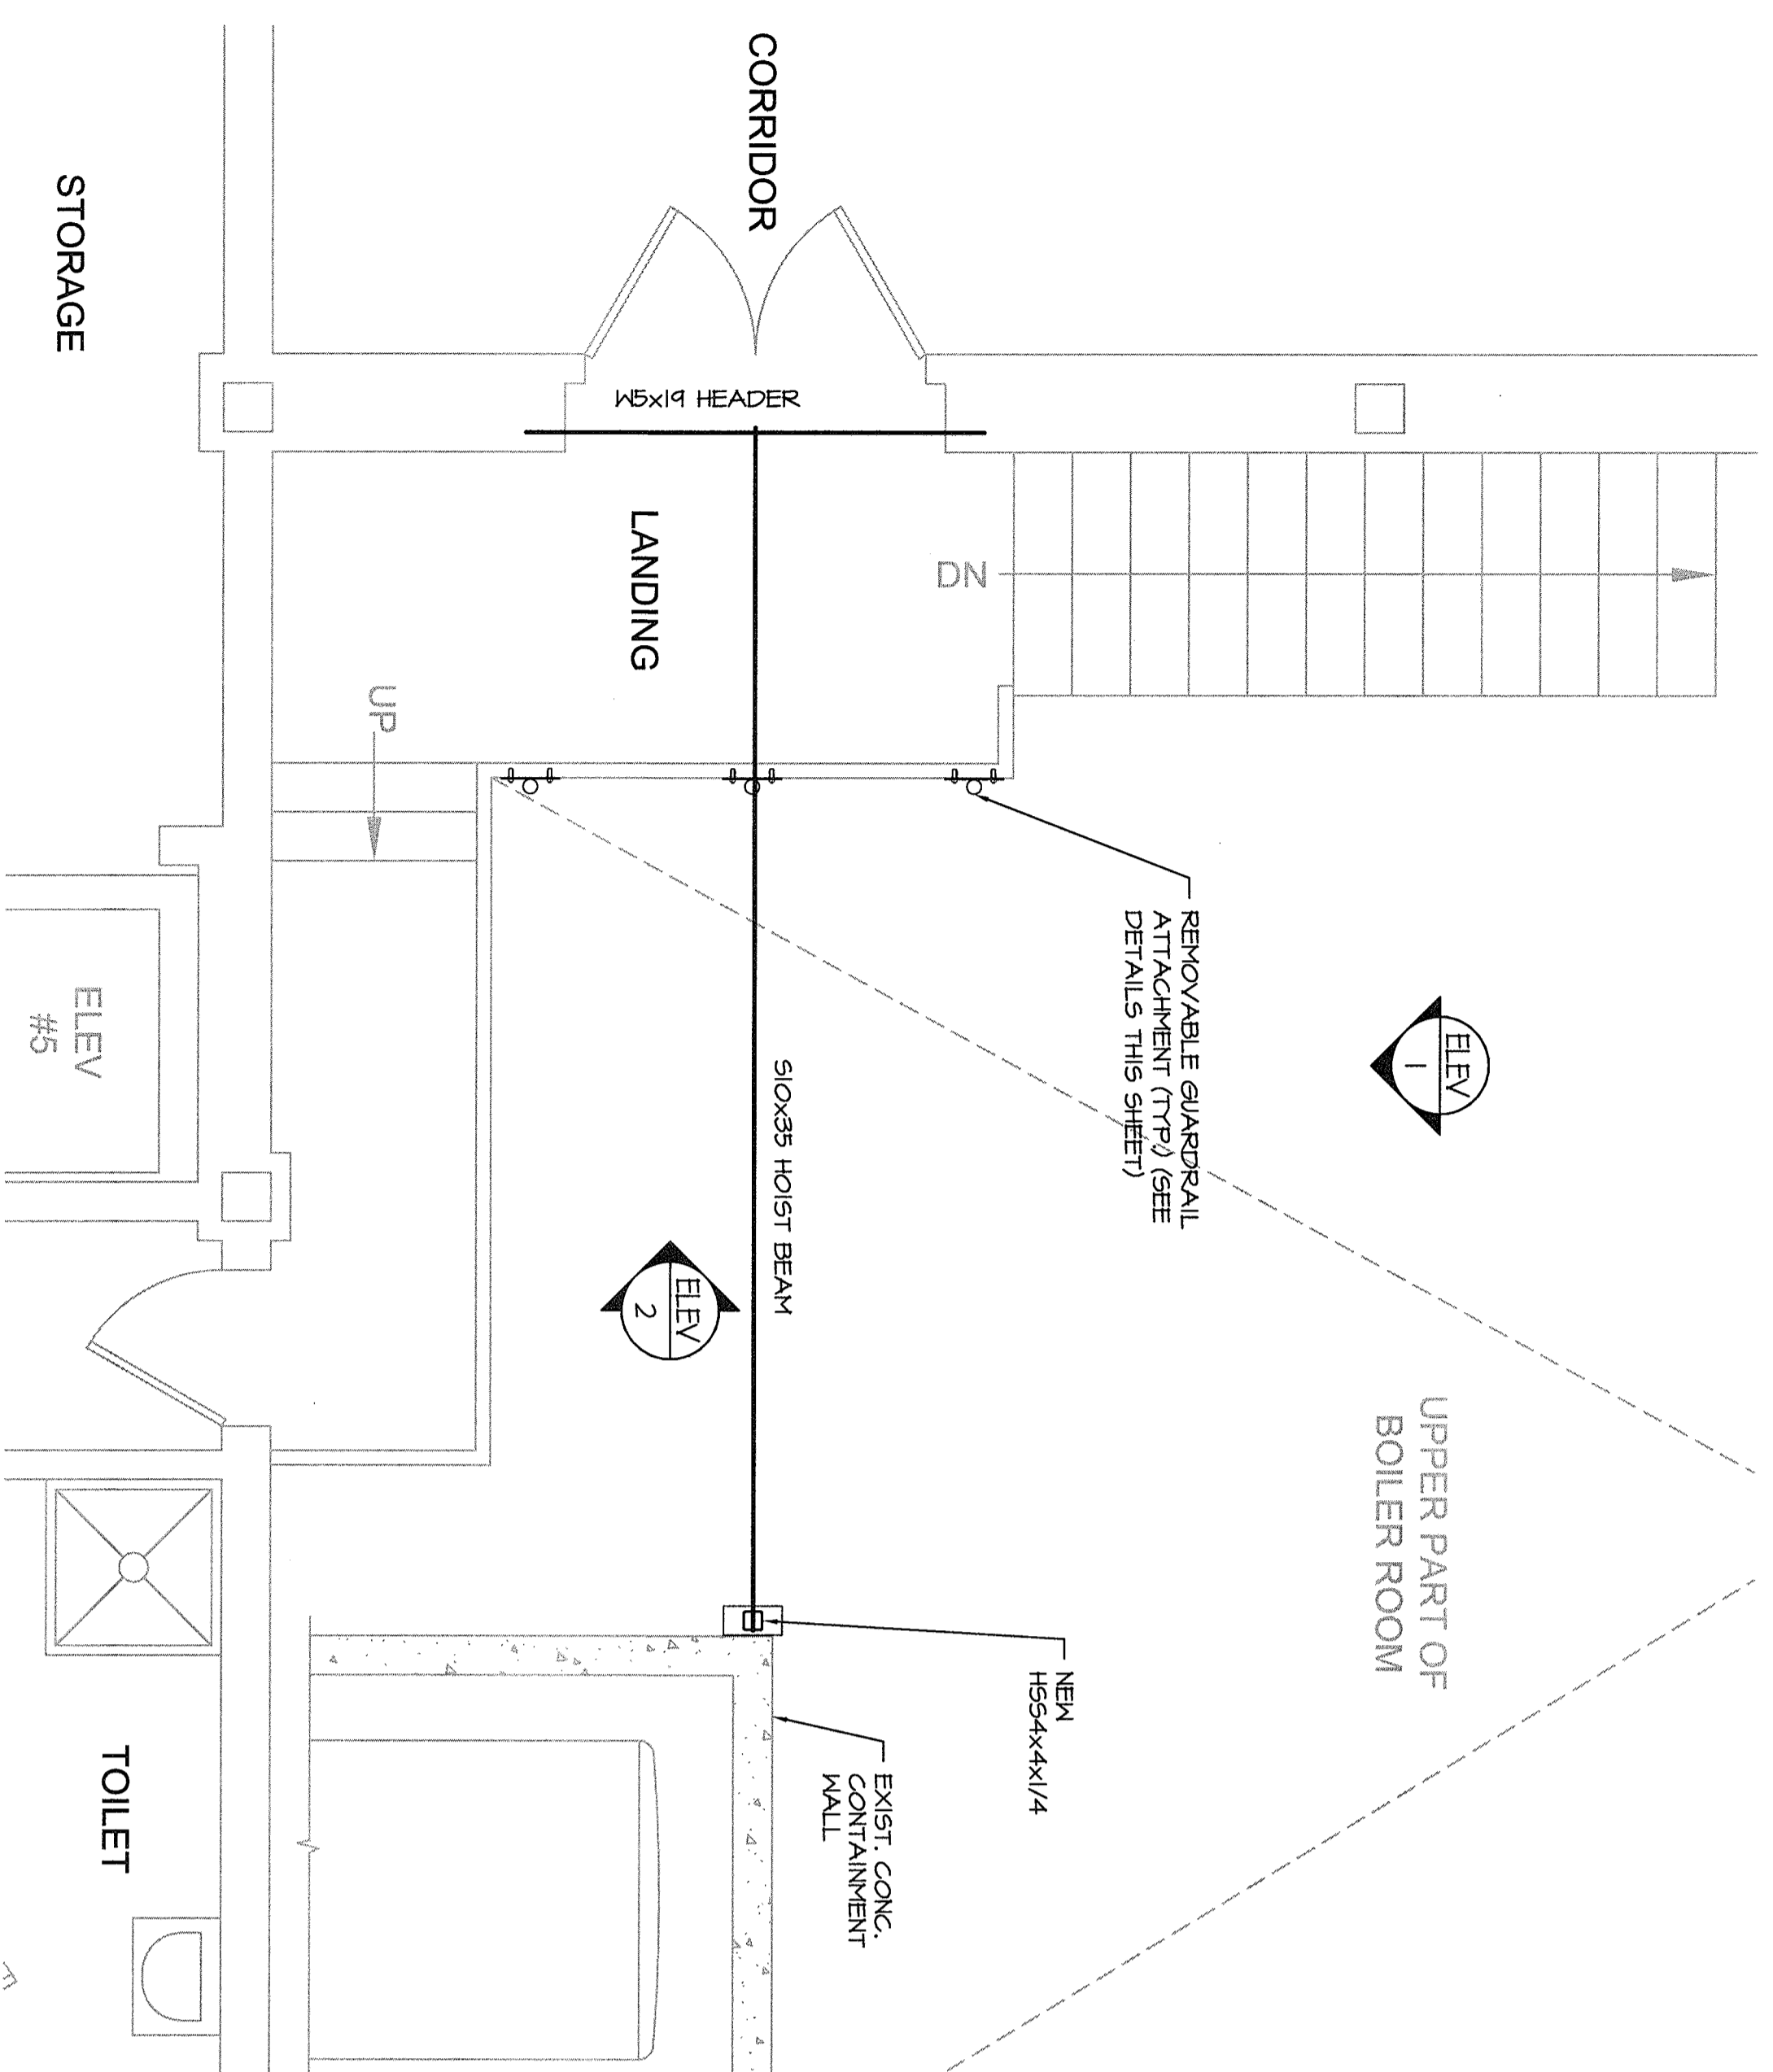 UPPER PART OF
BOILER ROOM
ELEV
1
REMOVABLE GUARDRAIL
ATTACHMENT (TYP.) (SEE
DETAILS THIS SHEET)
DN
NEW
HSS4x4x1/4
EXIST. CONC.
CONTAINMENT
WALL
CORRIDOR
W5x19 HEADER
S10x35 HOIST BEAM
LANDING
ELEV
2
UP
STORAGE
ELEV
#5
TOILET